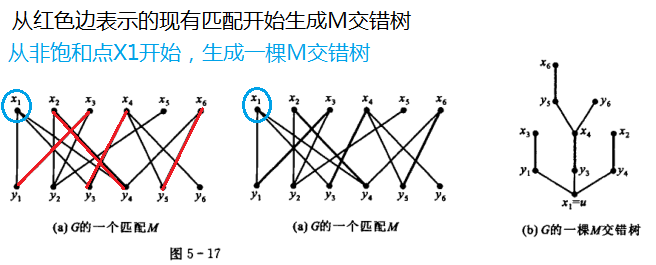 从红色边表示的现有匹配开始生成M交错树
从非饱和点X1开始，生成一棵M交错树
x₁ x₂ x₃ x₄ x₅ x₆
y₁ y₂ y₃ y₄ y₅ y₆
(a) G的一个匹配M
图 5-17
x₁ x₂ x₃ x₄ x₅ x₆
y₁ y₂ y₃ y₄ y₅ y₆
(a) G的一个匹配M
x₆
y₅ y₆
x₃ x₄ x₂
y₁ y₃ y₄
x₁=u
(b) G的一棵M交错树